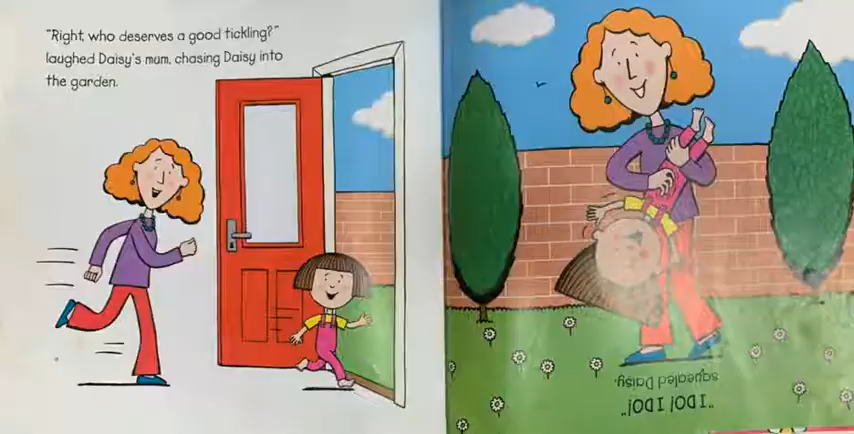 "Right, who deserves a good tickling?"
laughed Daisy's mum, chasing Daisy into
the garden.
"I DO! I DO!"
squealed Daisy.